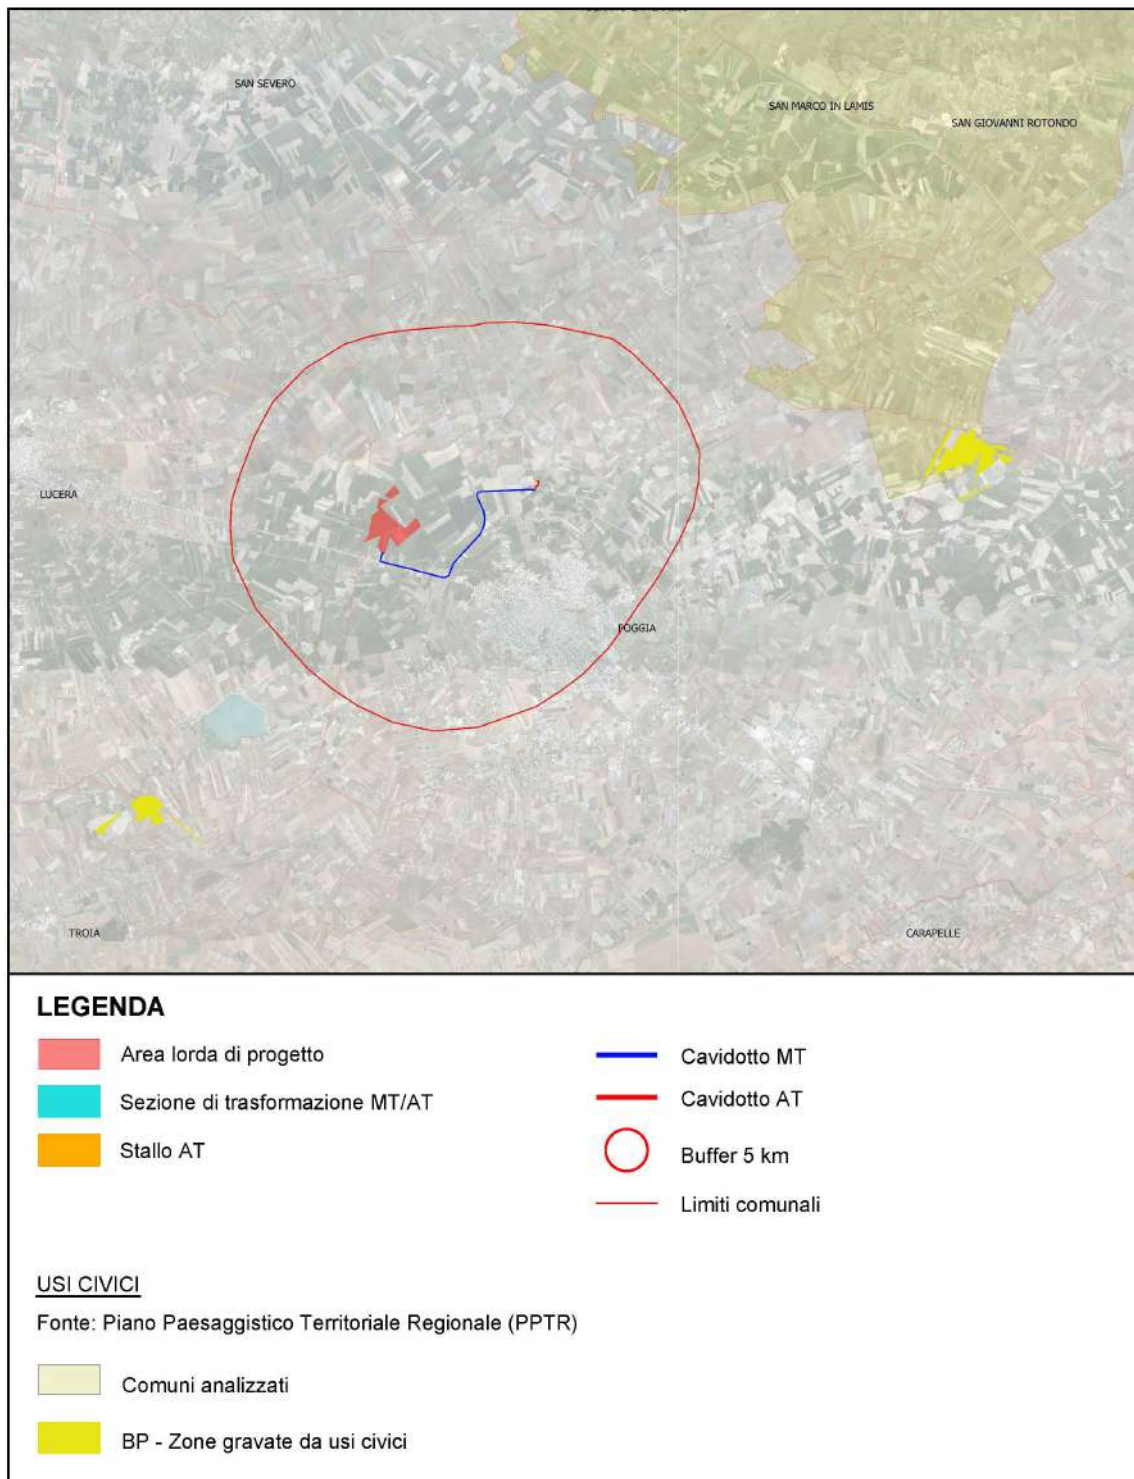 SAN SEVERO
SAN MARCO IN LAMIS
SAN GIOVANNI ROTONDO
LUCERA
FOGGIA
TROIA
CARAPELLE
LEGENDA
Area lorda di progetto
Cavidotto MT
Sezione di trasformazione MT/AT
Cavidotto AT
Stallo AT
Buffer 5 km
Limiti comunali
USI CIVICI
Fonte: Piano Paesaggistico Territoriale Regionale (PPTR)
Comuni analizzati
BP - Zone gravate da usi civici